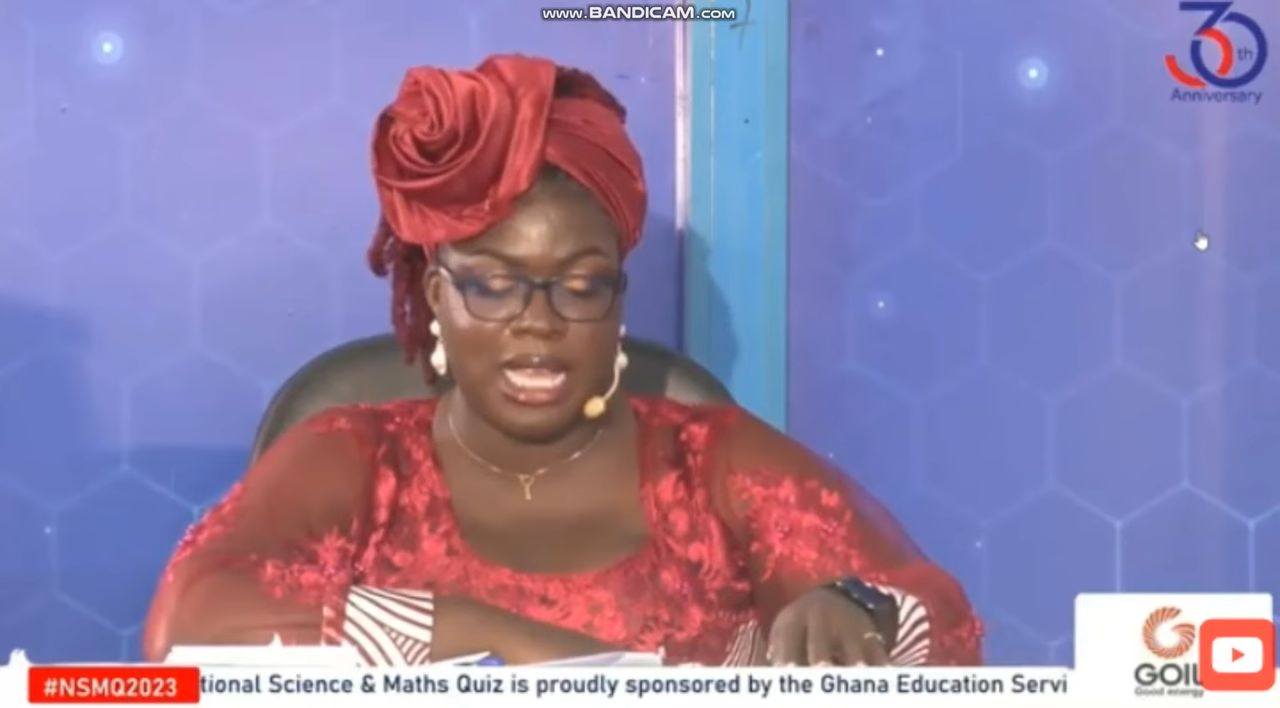 www.BANDICAM.com
30th
Anniversary
#NSMQ2023
tional Science & Maths Quiz is proudly sponsored by the Ghana Education Servi
GOIL
Good energy